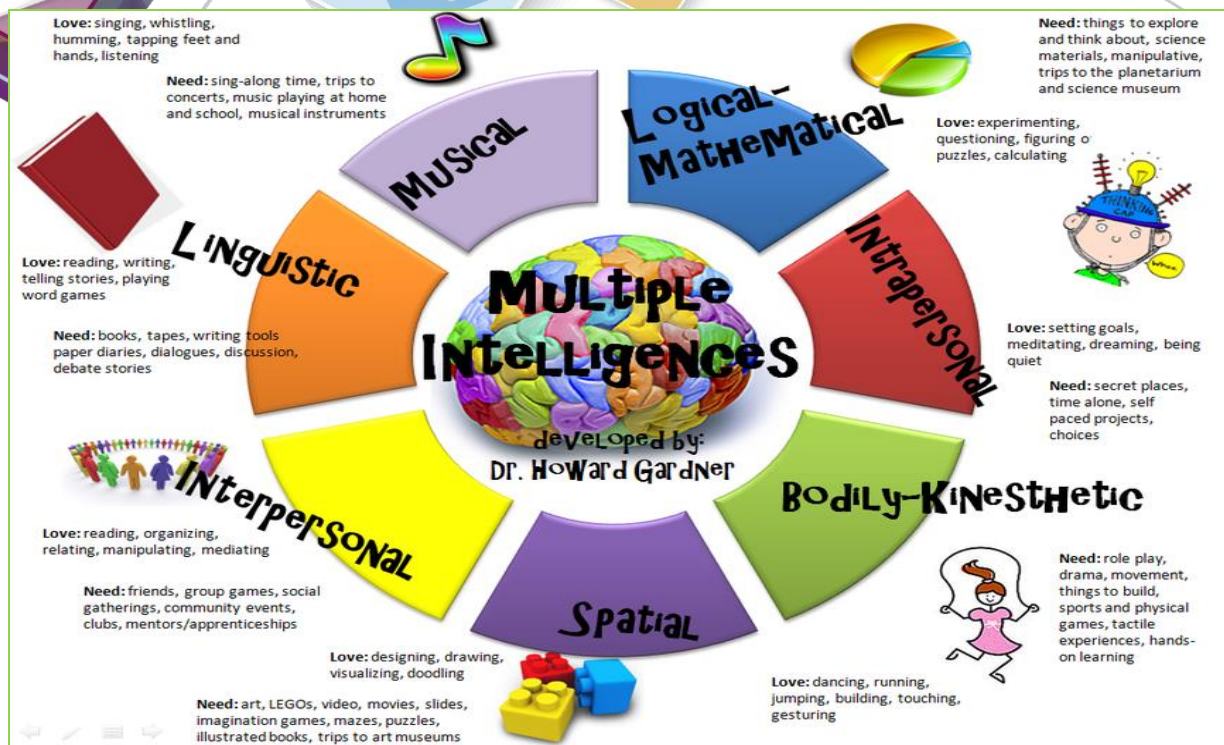 Love: singing, whistling,
humming, tapping feet and
hands, listening
Need: sing-along time, trips to
concerts, music playing at home
and school, musical instruments
Musical
Logical-
Mathematical
Need: things to explore
and think about, science
materials, manipulative,
trips to the planetarium
and science museum
Love: experimenting,
questioning, figuring o
puzzles, calculating
THINKING
CAP
Linguistic
Love: reading, writing,
telling stories, playing
word games
Need: books, tapes, writing tools
paper diaries, dialogues, discussion,
debate stories
Multiple
Intelligences
developed by:
Dr. Howard Gardner
Intrapersonal
Love: setting goals,
meditating, dreaming, being
quiet
Need: secret places,
time alone, self
paced projects,
choices
Interpersonal
Love: reading, organizing,
relating, manipulating, mediating
Need: friends, group games, social
gatherings, community events,
clubs, mentors/apprenticeships
Bodily-Kinesthetic
Need: role play,
drama, movement,
things to build,
sports and physical
games, tactile
experiences, hands-
on learning
Love: dancing, running,
jumping, building, touching,
gesturing
Spatial
Love: designing, drawing,
visualizing, doodling
Need: art, LEGOs, video, movies, slides,
imagination games, mazes, puzzles,
illustrated books, trips to art museums